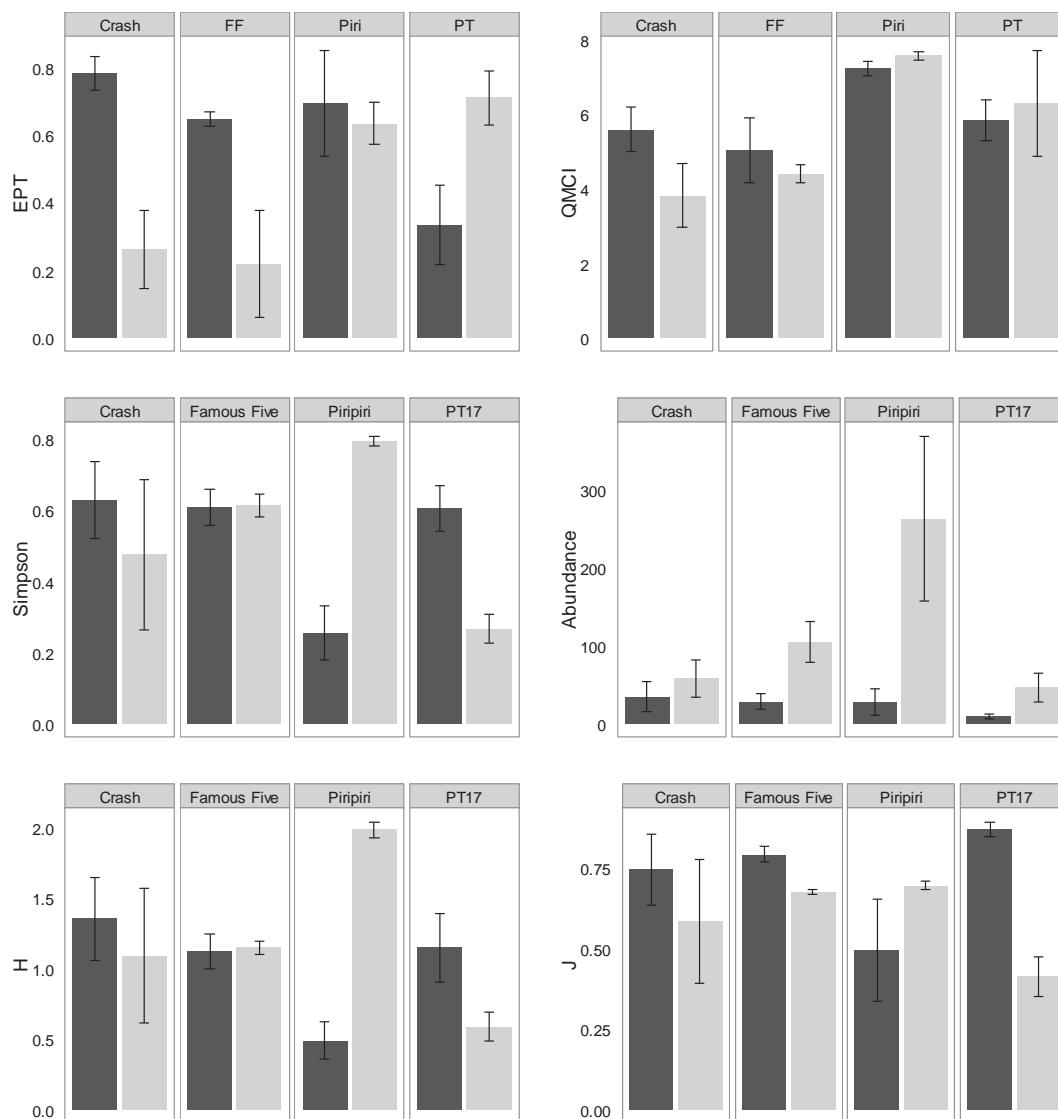 Crash FF Piri PT
0.8
0.6
0.4
0.2
0.0
EPT
Crash FF Piri PT
8
6
4
2
0
QMCI
Crash Famous Five Piripiri PT17
0.8
0.6
0.4
0.2
0.0
Simpson
Crash Famous Five Piripiri PT17
300
200
100
0
Abundance
Crash Famous Five Piripiri PT17
2.0
1.5
1.0
0.5
0.0
H
Crash Famous Five Piripiri PT17
0.75
0.50
0.25
0.00
J